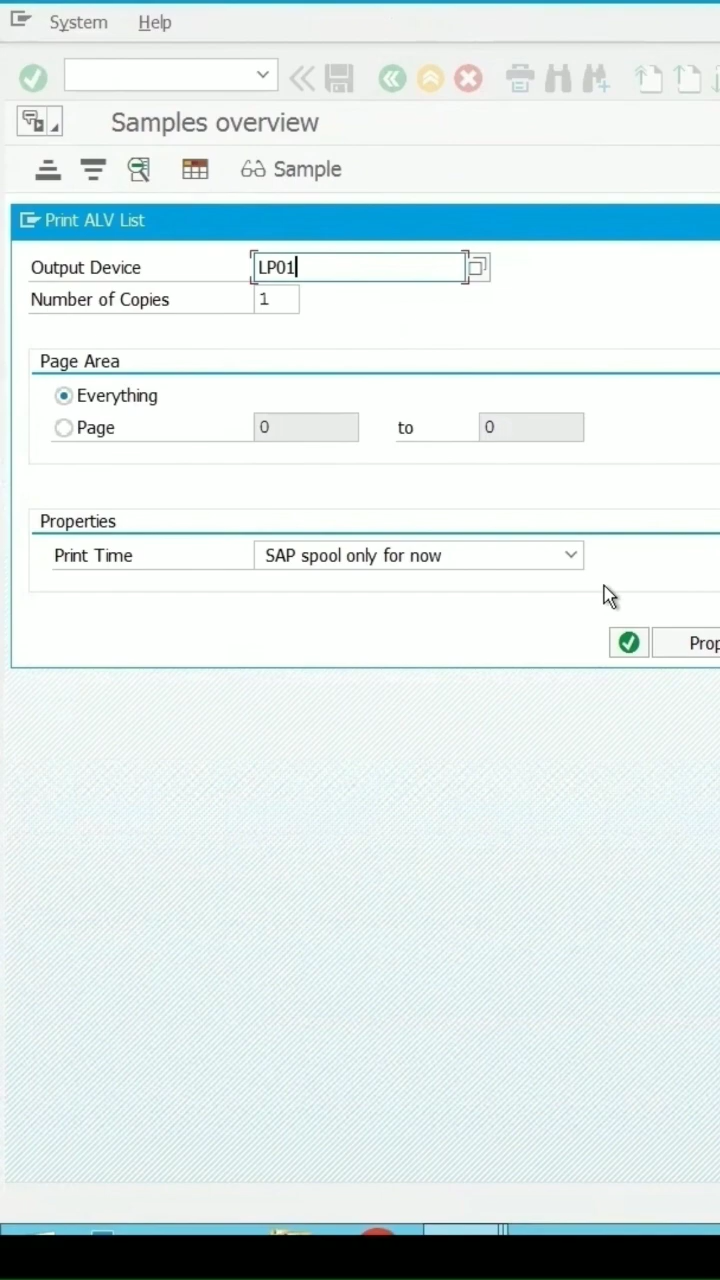 System Help
Samples overview
Sample
Print ALV List
Output Device LP01
Number of Copies 1
Page Area
Everything
Page 0 to 0
Properties
Print Time SAP spool only for now
Prop